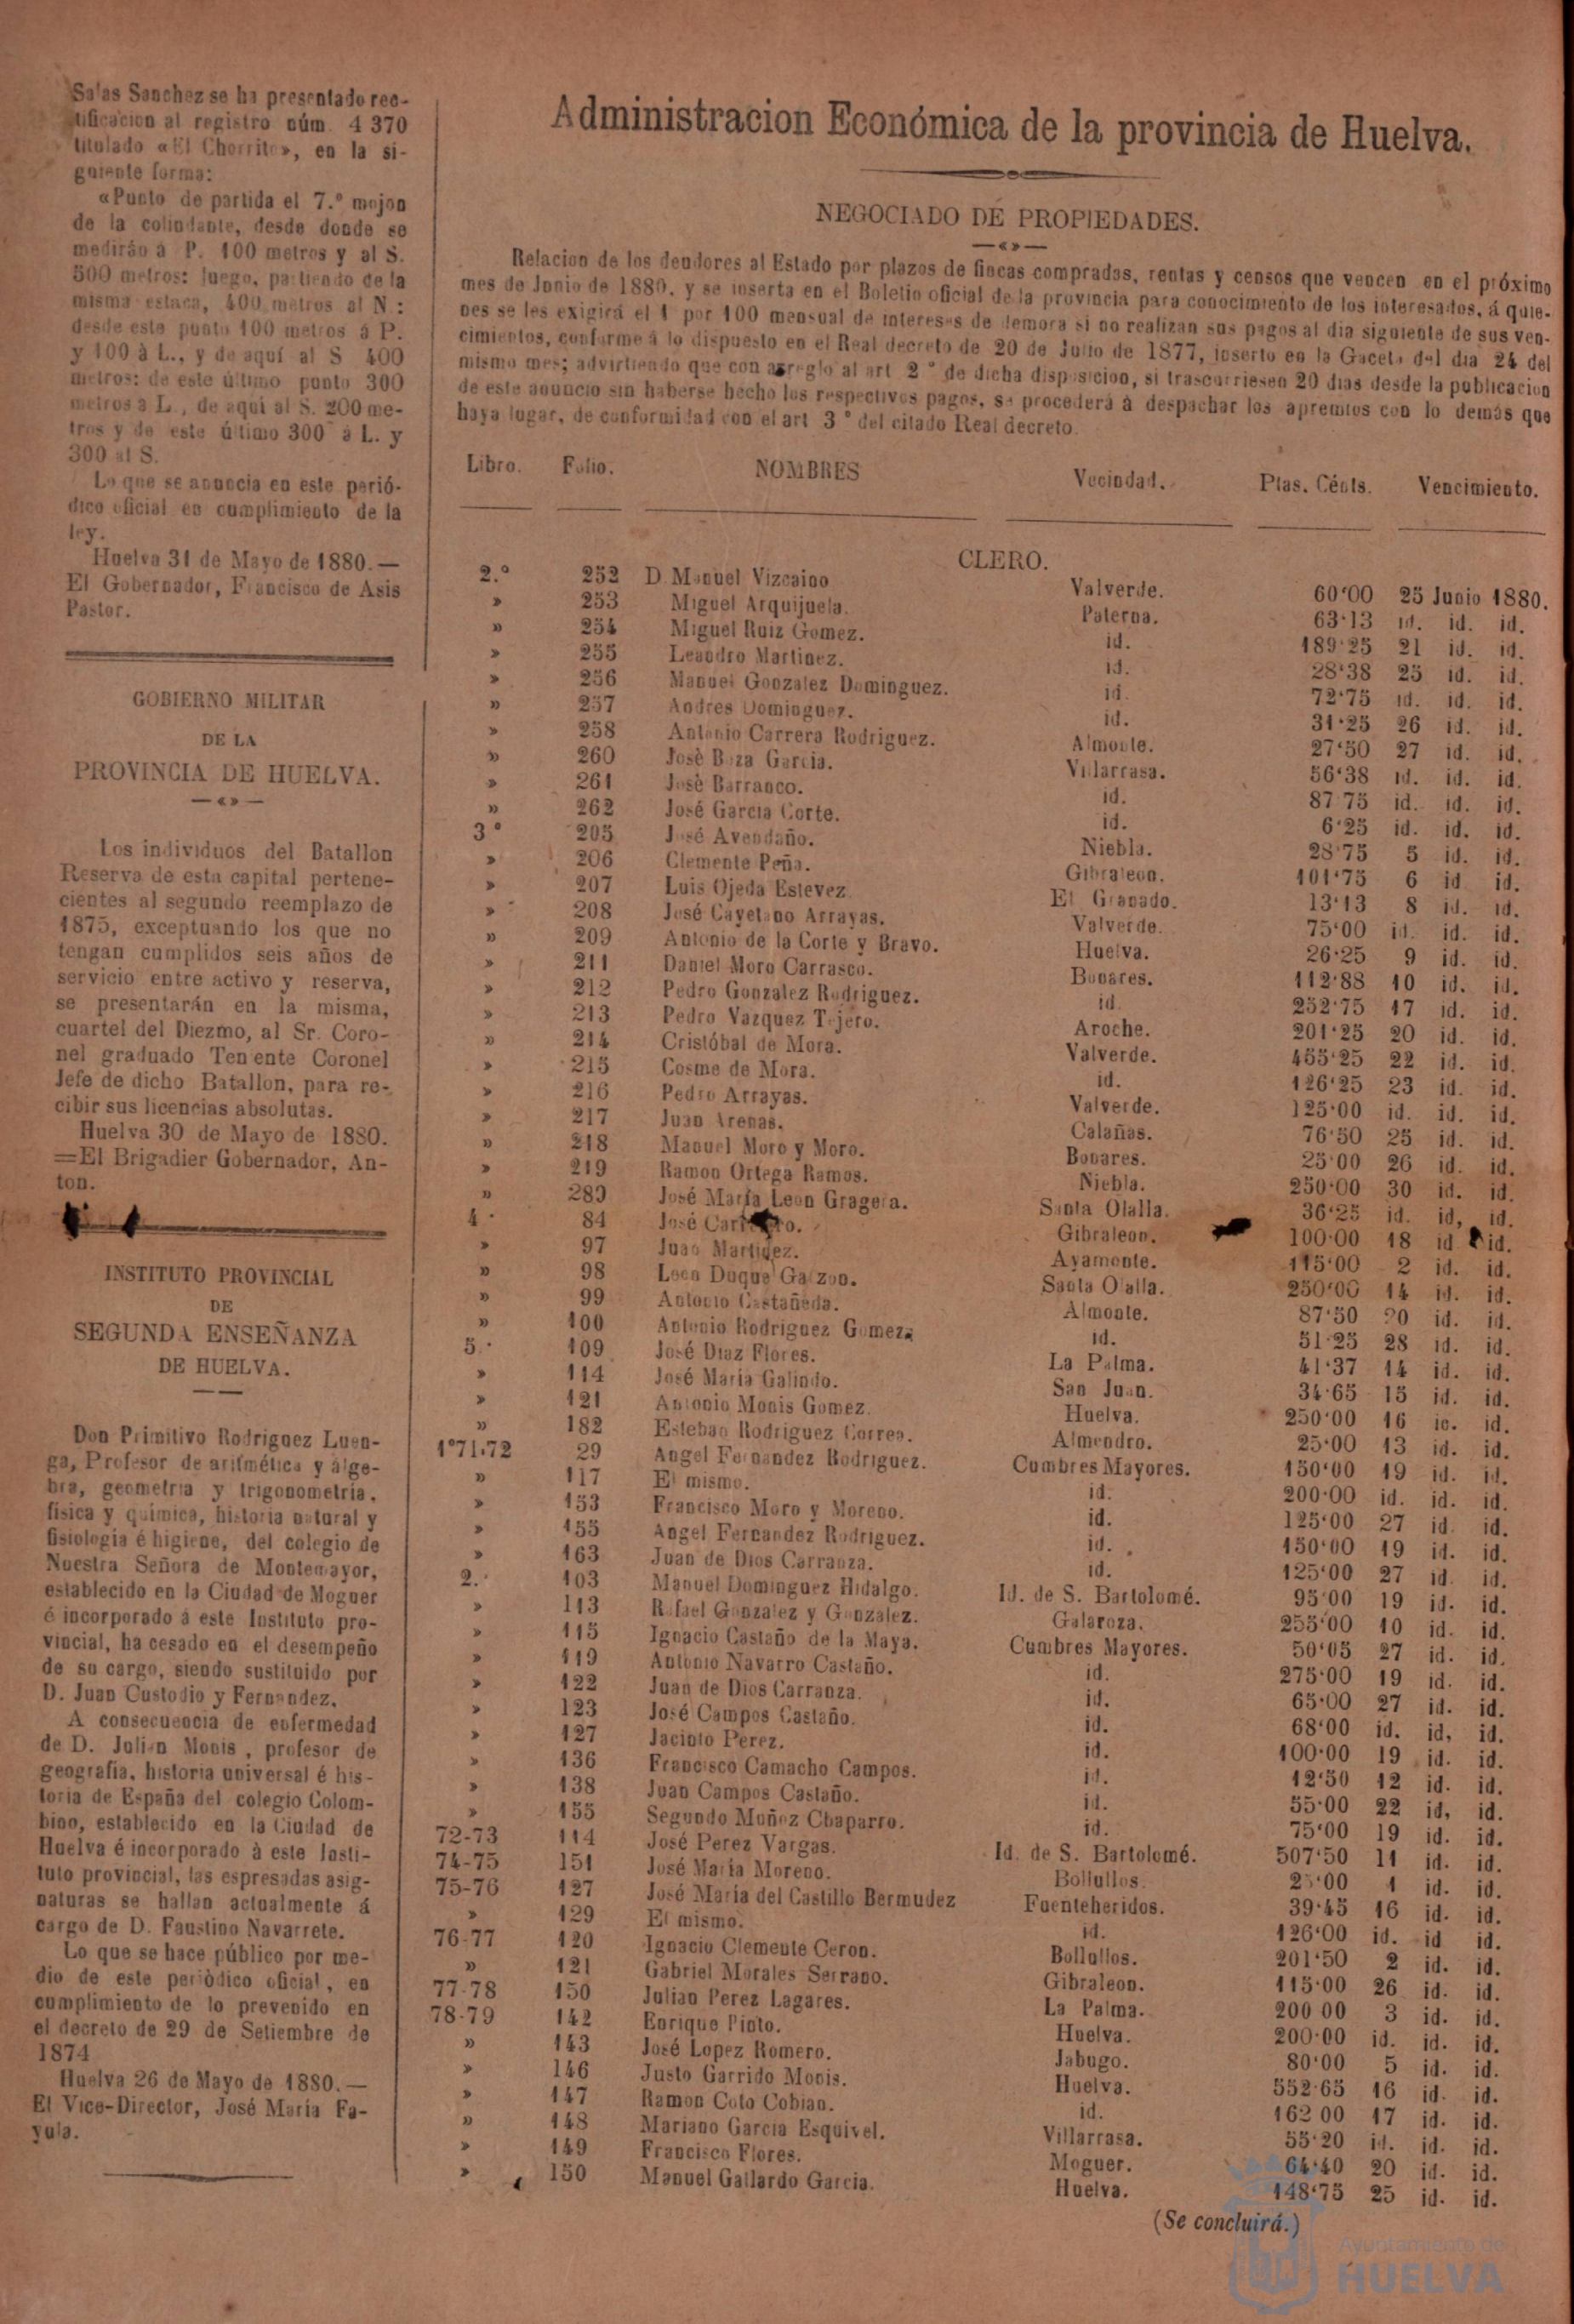 Salas Sanchez se ha presentado rec-
tificacion al registro núm. 4 370
titulado «El Chorrito», en la si-
guiente forma:
«Punto de partida el 7.º mojon
de la colindante, desde donde se
medirán á P. 100 metros y al S.
500 metros: luego, partiendo de la
misma estaca, 400 metros al N.:
desde este punto 100 metros á P.
y 100 à L., y de aquí al S 400
metros: de este último punto 300
metros à L., de aqui al S. 200 me-
tros y de este último 300 à L. y
300 al S.
Lo que se anuncia en este perió-
dico oficial en cumplimiento de la
ley.
Huelva 31 de Mayo de 1880.—
El Gobernador, Francisco de Asis
Pastor.
GOBIERNO MILITAR
DE LA
PROVINCIA DE HUELVA.
Los individuos del Batallon
Reserva de esta capital pertene-
cientes al segundo reemplazo de
1875, exceptuando los que no
tengan cumplidos seis años de
servicio entre activo y reserva,
se presentarán en la misma,
cuartel del Diezmo, al Sr. Coro-
nel graduado Teniente Coronel
Jefe de dicho Batallon, para re-
cibir sus licencias absolutas.
Huelva 30 de Mayo de 1880.
=El Brigadier Gobernador, An-
ton.
INSTITUTO PROVINCIAL
DE
SEGUNDA ENSEÑANZA
DE HUELVA.
Don Primitivo Rodriguez Luen-
ga, Profesor de aritmética y álge-
bra, geometria y trigonometría,
física y química, historia natural y
fisiologia é higiene, del colegio de
Nuestra Señora de Montemayor,
establecido en la Ciudad de Moguer
é incorporado á este Instituto pro-
vincial, ha cesado en el desempeño
de su cargo, siendo sustituido por
D. Juan Custodio y Fernandez.
A consecuencia de enfermedad
de D. Julian Monis, profesor de
geografía, historia universal é his-
toria de España del colegio Colom-
bino, establecido en la Ciudad de
Huelva é incorporado à este Insti-
tuto provincial, las espresadas asig-
naturas se hallan actualmente á
cargo de D. Faustino Navarrete.
Lo que se hace público por me-
dio de este periòdico oficial, en
cumplimiento de lo prevenido en
el decreto de 29 de Setiembre de
1874
Huelva 26 de Mayo de 1880.—
El Vice-Director, José María Fa-
yula.
Administracion Económica de la provincia de Huelva.
NEGOCIADO DE PROPIEDADES.
Relacion de los deudores al Estado por plazos de fincas compradas, rentas y censos que vencen en el próximo
mes de Junio de 1880, y se inserta en el Boletin oficial de la provincia para conocimiento de los interesados, á quie-
nes se les exigirá el 1 por 100 mensual de intereses de demora si no realizan sus pagos al dia siguiente de sus ven-
cimientos, conforme á lo dispuesto en el Real decreto de 20 de Julio de 1877, inserto en la Gaceta del dia 24 del
mismo mes; advirtiendo que con arreglo al art 2º de dicha disposicion, si trascurriesen 20 dias desde la publicacion
de este anuncio sin haberse hecho los respectivos pagos, se procederá à despachar los apremios con lo demás que
haya lugar, de conformidad con el art 3º del citado Real decreto.
Libro. Folio. NOMBRES Vecindad. Ptas. Cénts. Vencimiento.
CLERO.
2.º 252 D. Manuel Vizcaino Valverde. 60'00 25 Junio 1880.
» 253 Miguel Arquijuela. Paterna. 63'13 id. id. id.
» 254 Miguel Ruiz Gomez. id. 189'25 21 id. id.
» 255 Leandro Martinez. id. 28'38 25 id. id.
» 256 Manuel Gonzalez Dominguez. id. 72'75 id. id. id.
» 257 Andres Dominguez. id. 31'25 26 id. id.
» 258 Antonio Carrera Rodriguez. Almonte. 27'50 27 id. id.
» 260 Josè Boza Garcia. Villarrasa. 56'38 id. id. id.
» 261 Josè Barranco. id. 87'75 id. id. id.
» 262 José Garcia Corte. id. 6'25 id. id. id.
3º 205 José Avendaño. Niebla. 28'75 5 id. id.
» 206 Clemente Peña. Gibraleon. 101'75 6 id id.
» 207 Luis Ojeda Estevez El Granado. 13'13 8 id. id.
» 208 José Cayetano Arrayas. Valverde. 75'00 id. id. id.
» 209 Antonio de la Corte y Bravo. Huelva. 26'25 9 id. id.
» 211 Daniel Moro Carrasco. Bonares. 112'88 10 id. id.
» 212 Pedro Gonzalez Rodriguez. id. 252'75 17 id. id.
» 213 Pedro Vazquez Tejero. Aroche. 201'25 20 id. id.
» 214 Cristóbal de Mora. Valverde. 455'25 22 id. id.
» 215 Cosme de Mora. id. 126'25 23 id. id.
» 216 Pedro Arrayas. Valverde. 125'00 id. id. id.
» 217 Juan Arenas. Calañas. 76'50 25 id. id.
» 218 Manuel Moro y Moro. Bonares. 25'00 26 id. id.
» 219 Ramon Ortega Ramos. Niebla. 250'00 30 id. id.
» 289 José María Leon Gragera. Santa Olalla. 36'25 id. id, id.
4· 84 José Gibraleon. 100'00 18 id id.
» 97 Juan Martinez. Ayamonte. 115'00 2 id. id.
» 98 Leon Duque Garzon. Santa Olalla. 250'00 14 id. id.
» 99 Antonio Castañeda. Almonte. 87'50 20 id. id.
» 100 Antonio Rodriguez Gomez. id. 51'25 28 id. id.
5.· 109 José Diaz Flores. La Palma. 41'37 14 id. id.
» 114 José María Galindo. San Juan. 34'65 15 id. id.
» 121 Antonio Monis Gomez. Huelva. 250'00 16 id. id.
» 182 Esteban Rodriguez Correa. Almendro. 25'00 13 id. id.
1º71-72 29 Angel Fernandez Rodriguez. Cumbres Mayores. 150'00 19 id. id.
» 117 El mismo. id. 200'00 id. id. id.
» 153 Francisco Moro y Moreno. id. 125'00 27 id. id.
» 155 Angel Fernandez Rodriguez. id. 150'00 19 id. id.
» 163 Juan de Dios Carranza. id. 125'00 27 id. id.
2.· 103 Manuel Dominguez Hidalgo. Id. de S. Bartolomé. 95'00 19 id. id.
» 113 Rafael Gonzalez y Gonzalez. Galaroza. 255'00 10 id. id.
» 115 Ignacio Castaño de la Maya. Cumbres Mayores. 50'05 27 id. id.
» 119 Antonio Navarro Castaño. id. 275'00 19 id. id.
» 122 Juan de Dios Carranza. id. 65'00 27 id. id.
» 123 José Campos Castaño. id. 68'00 id. id, id.
» 127 Jacinto Perez. id. 100'00 19 id. id.
» 136 Francisco Camacho Campos. id. 12'50 12 id. id.
» 138 Juan Campos Castaño. id. 55'00 22 id, id.
» 155 Segundo Muñoz Chaparro. id. 75'00 19 id. id.
72-73 114 José Perez Vargas. Id. de S. Bartolomé. 507'50 11 id. id.
74-75 151 José María Moreno. Bollullos. 25'00 1 id. id.
75-76 127 José María del Castillo Bermudez Fuenteheridos. 39'45 16 id. id.
» 129 El mismo. id. 126'00 id. id id.
76-77 120 Ignacio Clemente Ceron. Bollullos. 201'50 2 id. id.
» 121 Gabriel Morales Serrano. Gibraleon. 115'00 26 id. id.
77-78 150 Julian Perez Lagares. La Palma. 200 00 3 id. id.
78-79 142 Enrique Pinto. Huelva. 200'00 id. id. id.
» 143 José Lopez Romero. Jabugo. 80'00 5 id. id.
» 146 Justo Garrido Monis. Huelva. 552'65 16 id. id.
» 147 Ramon Coto Cobian. id. 162 00 17 id. id.
» 148 Mariano Garcia Esquivel. Villarrasa. 55'20 id. id. id.
» 149 Francisco Flores. Moguer. 64'40 20 id. id.
» 150 Manuel Gallardo Garcia. Huelva. 148'75 25 id. id.
(Se concluirá.)
Ayuntamiento de
HUELVA